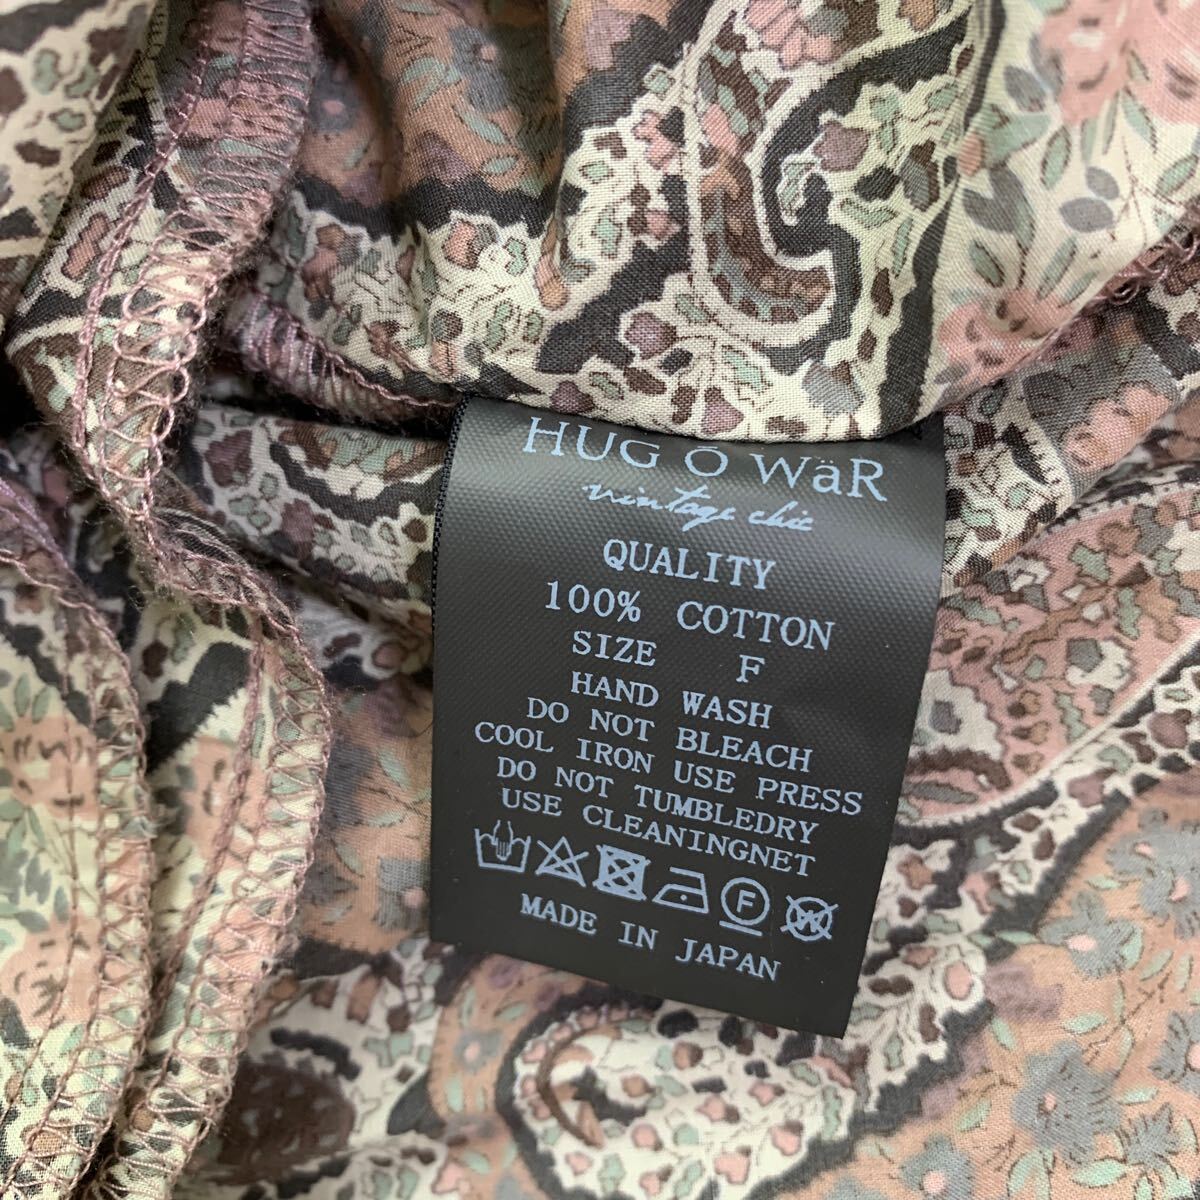 HUG Ō WäR
vintage chic
QUALITY
100% COTTON
SIZE F
HAND WASH
DO NOT BLEACH
COOL IRON USE PRESS
DO NOT TUMBLEDRY
USE CLEANINGNET
F W
MADE IN JAPAN